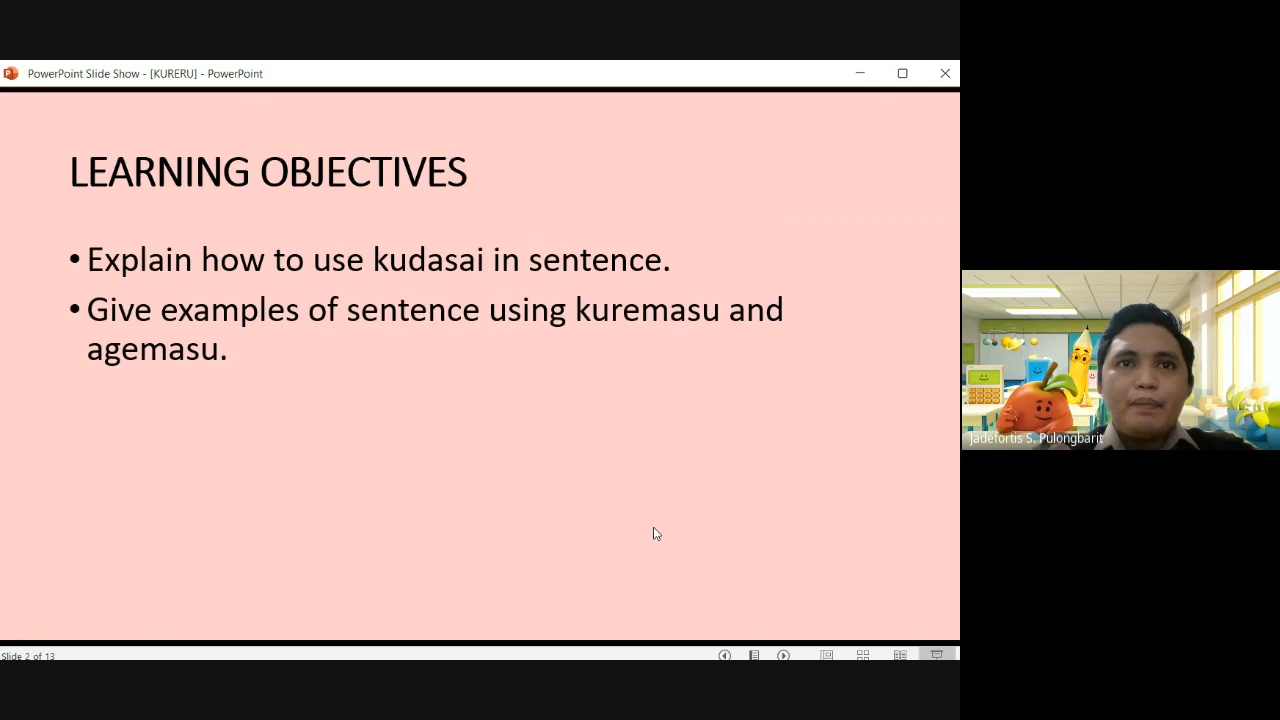 PowerPoint Slide Show - [KURERU] - PowerPoint
LEARNING OBJECTIVES
• Explain how to use kudasai in sentence.
• Give examples of sentence using kuremasu and
agemasu.
Jadefortis S. Pulongbarit
Slide 2 of 13